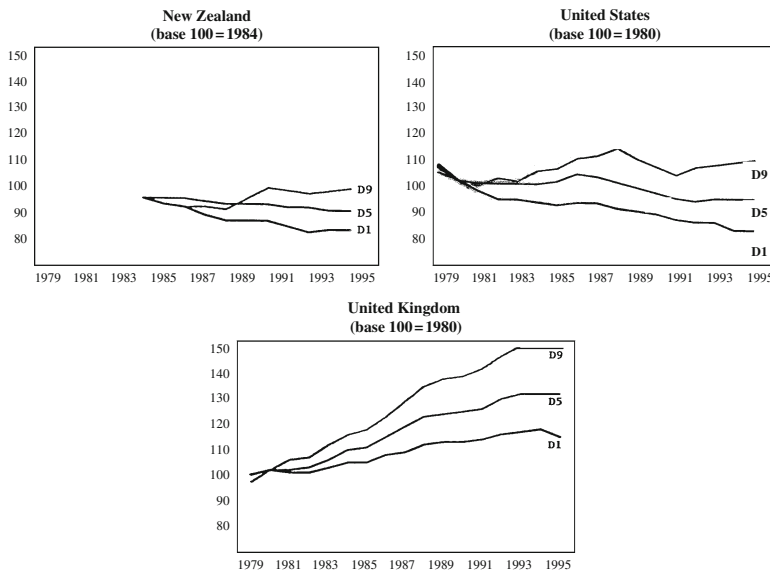 New Zealand
(base 100=1984)
150
140
130
120
110
100
90
80
D9
D5
D1
1979 1981 1983 1985 1987 1989 1991 1993 1995
United States
(base 100=1980)
150
140
130
120
110
100
90
80
D9
D5
D1
1979 1981 1983 1985 1987 1989 1991 1993 1995
United Kingdom
(base 100=1980)
150
140
130
120
110
100
90
80
D9
D5
D1
1979 1981 1983 1985 1987 1989 1991 1993 1995